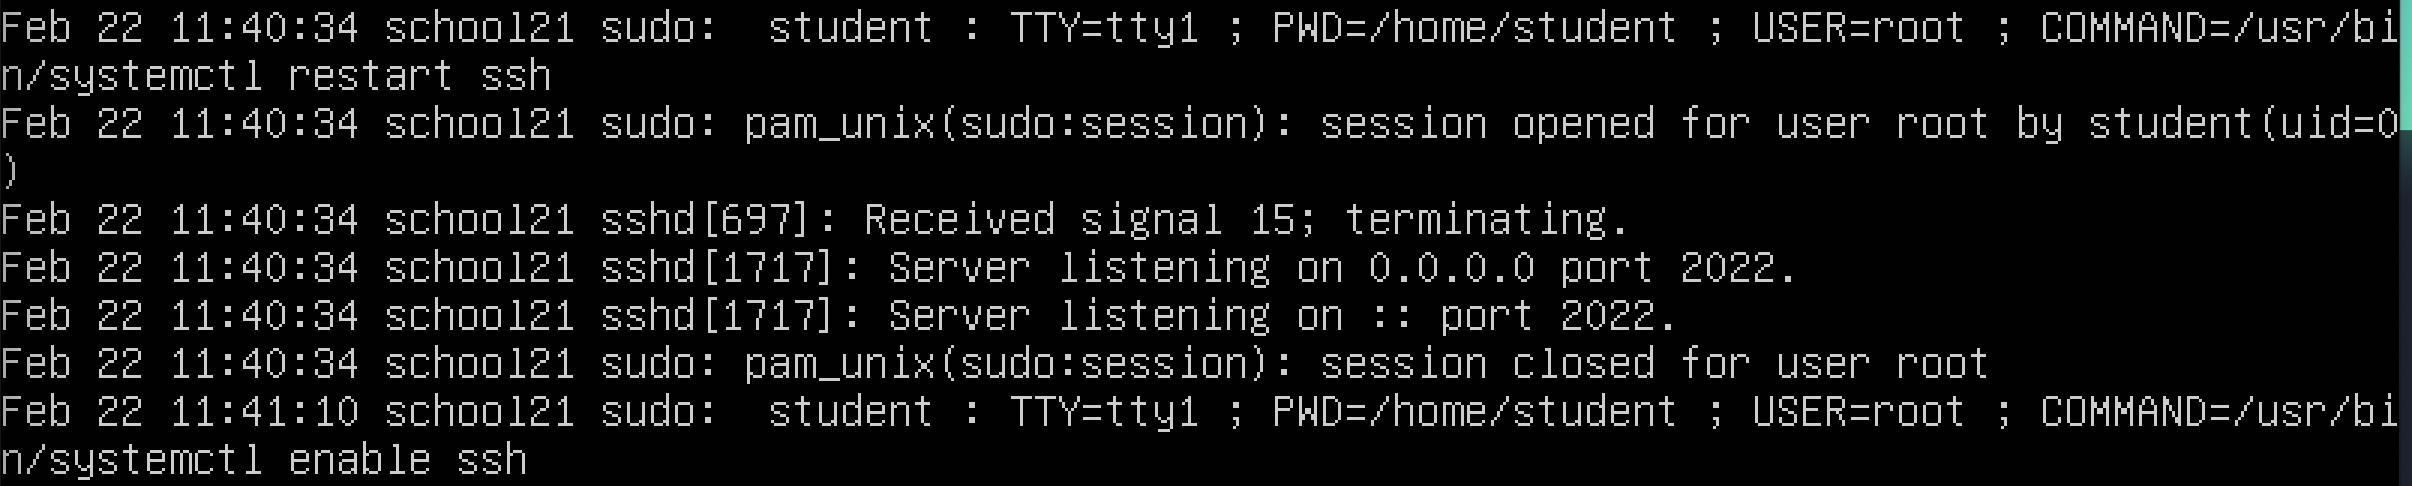 Feb 22 11:40:34 school21 sudo:  student : TTY=tty1 ; PWD=/home/student ; USER=root ; COMMAND=/usr/bi
n/systemctl restart ssh
Feb 22 11:40:34 school21 sudo: pam_unix(sudo:session): session opened for user root by student(uid=0
)
Feb 22 11:40:34 school21 sshd[697]: Received signal 15; terminating.
Feb 22 11:40:34 school21 sshd[1717]: Server listening on 0.0.0.0 port 2022.
Feb 22 11:40:34 school21 sshd[1717]: Server listening on :: port 2022.
Feb 22 11:40:34 school21 sudo: pam_unix(sudo:session): session closed for user root
Feb 22 11:41:10 school21 sudo:  student : TTY=tty1 ; PWD=/home/student ; USER=root ; COMMAND=/usr/bi
n/systemctl enable ssh